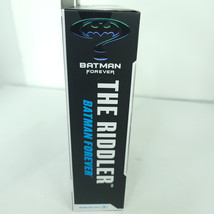 BATMAN
FOREVER
THE RIDDLER
BATMAN FOREVER